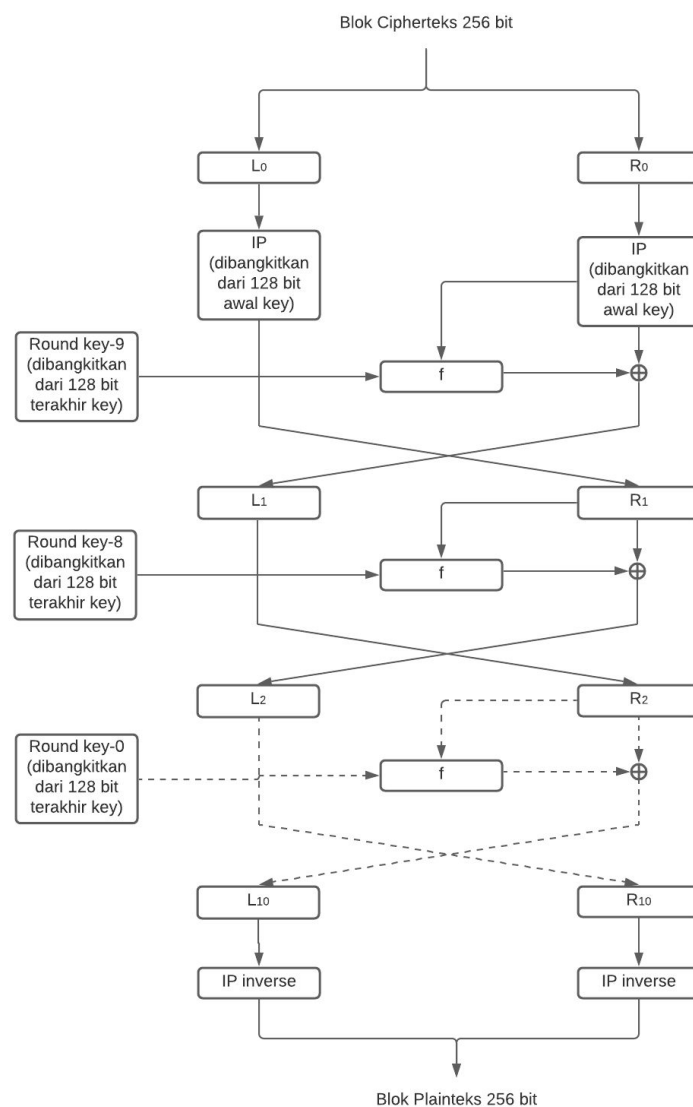 Blok Cipherteks 256 bit
L0
R0
IP
(dibangkitkan
dari 128 bit
awal key)
IP
(dibangkitkan
dari 128 bit
awal key)
Round key-9
(dibangkitkan
dari 128 bit
terakhir key)
f
L1
R1
Round key-8
(dibangkitkan
dari 128 bit
terakhir key)
f
L2
R2
Round key-0
(dibangkitkan
dari 128 bit
terakhir key)
f
L10
R10
IP inverse
IP inverse
Blok Plainteks 256 bit